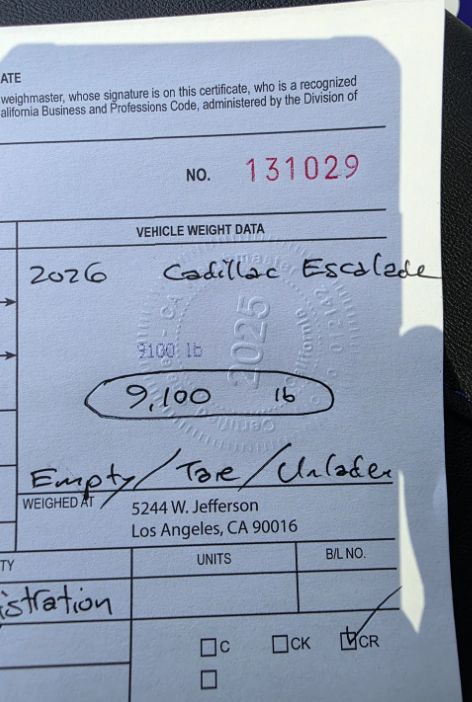 ATE
weighmaster, whose signature is on this certificate, who is a recognized
alifornia Business and Professions Code, administered by the Division of
NO. 131029
VEHICLE WEIGHT DATA
2026 Cadillac Escalade
2025
9100 lb
9,100 lb
Empty/Tare/Unladen
WEIGHED AT 5244 W. Jefferson
Los Angeles, CA 90016
TY UNITS B/L NO.
istration
C CK CR